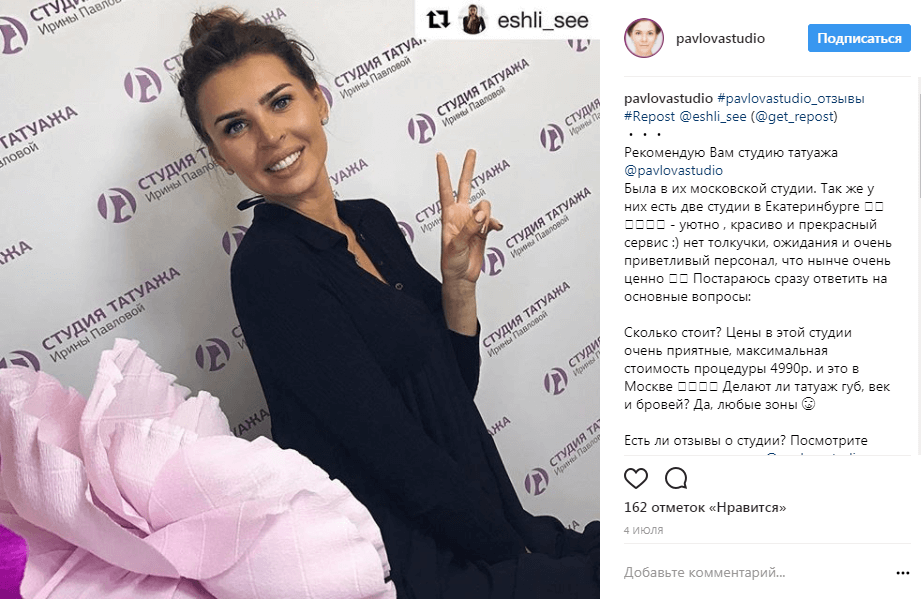 eshli_see
СТУДИЯ ТАТУАЖА
Ирины Павловой
pavlovastudio
Подписаться
pavlovastudio #pavlovastudio_отзывы
#Repost @eshli_see (@get_repost)
・・・
Рекомендую Вам студию татуажа
@pavlovastudio
Была в их московской студии. Так же у
них есть две студии в Екатеринбурге
- уютно , красиво и прекрасный
сервис :) нет толкучки, ожидания и очень
приветливый персонал, что нынче очень
ценно Постараюсь сразу ответить на
основные вопросы:
Сколько стоит? Цены в этой студии
очень приятные, максимальная
стоимость процедуры 4990р. и это в
Москве Делают ли татуаж губ, век
и бровей? Да, любые зоны
Есть ли отзывы о студии? Посмотрите
162 отметок «Нравится»
4 ИЮЛЯ
Добавьте комментарий...